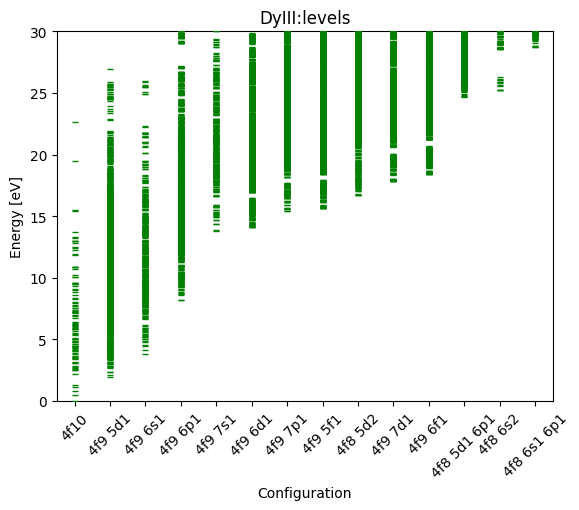 DyIII:levels
Energy [eV]
30
25
20
15
10
5
0
4f10
4f9 5d1
4f9 6s1
4f9 6p1
4f9 7s1
4f9 6d1
4f9 7p1
4f9 5f1
4f8 5d2
4f9 7d1
4f9 6f1
4f8 5d1 6p1
4f8 6s2
4f8 6s1 6p1
Configuration